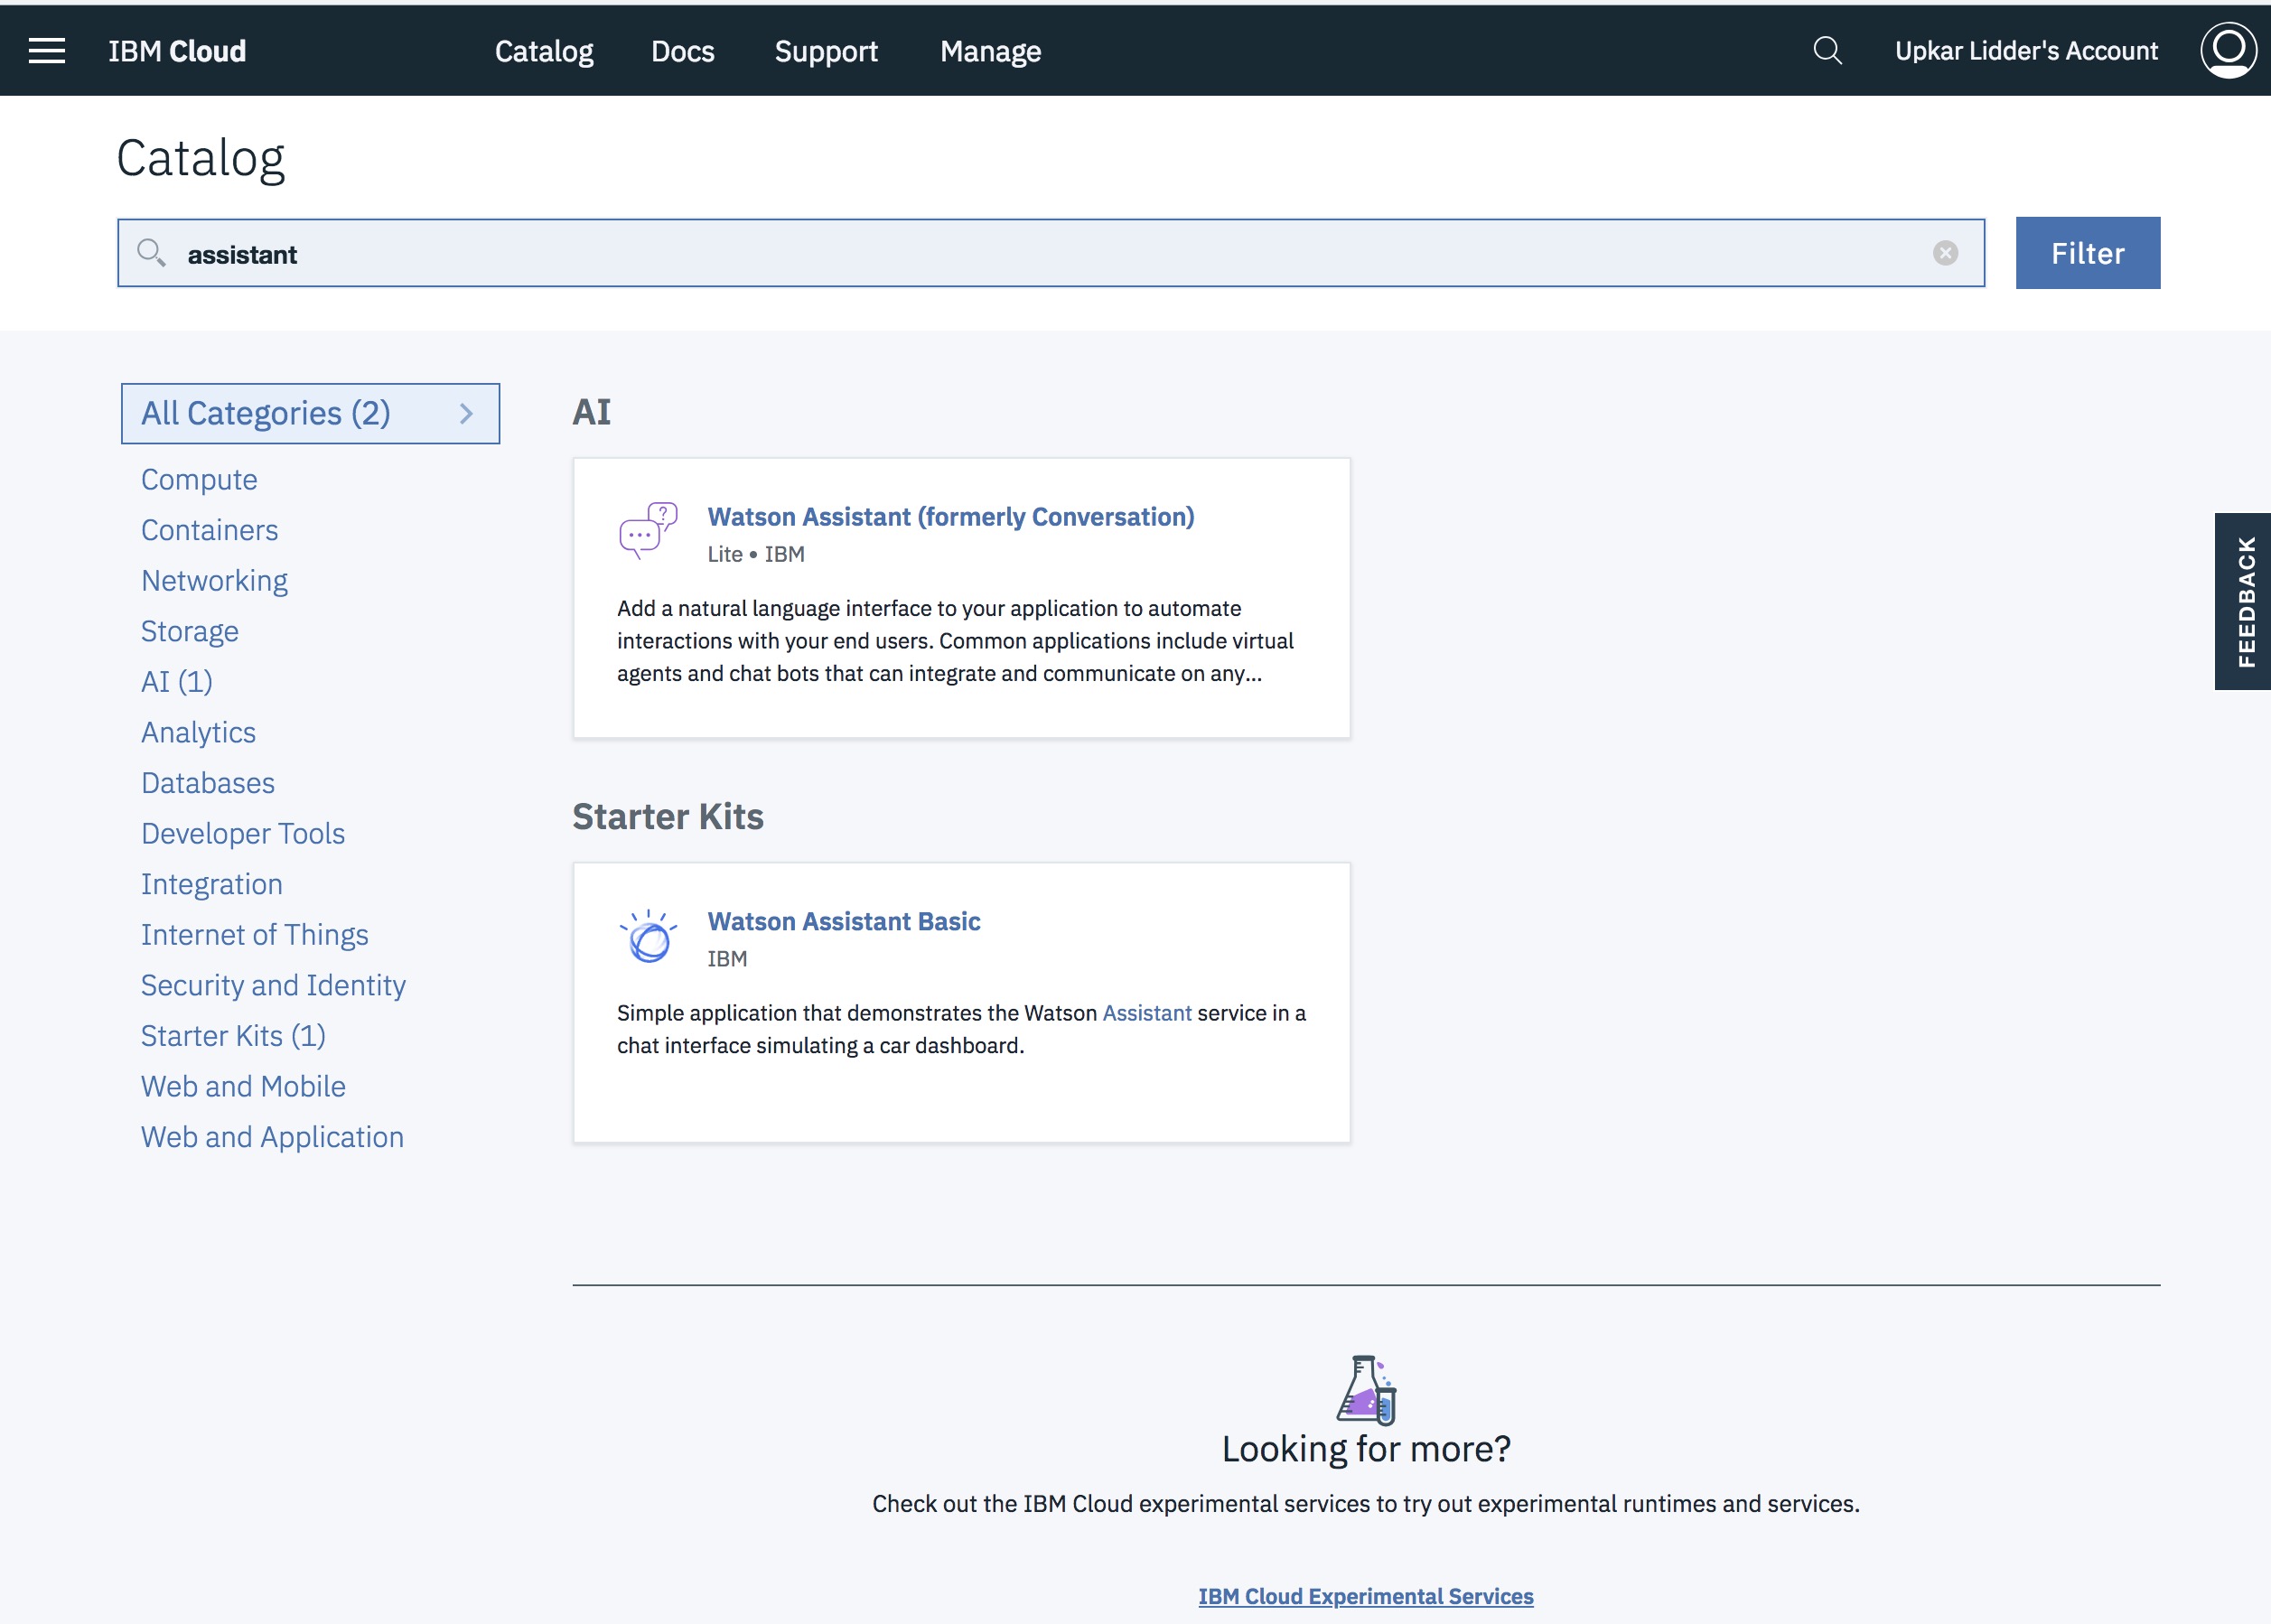 IBM Cloud
Catalog
Docs
Support
Manage
Upkar Lidder's Account
Catalog
assistant
Filter
All Categories (2)
Compute
Containers
Networking
Storage
AI (1)
Analytics
Databases
Developer Tools
Integration
Internet of Things
Security and Identity
Starter Kits (1)
Web and Mobile
Web and Application
AI
?
Watson Assistant (formerly Conversation)
Lite • IBM
Add a natural language interface to your application to automate
interactions with your end users. Common applications include virtual
agents and chat bots that can integrate and communicate on any...
Starter Kits
Watson Assistant Basic
IBM
Simple application that demonstrates the Watson Assistant service in a
chat interface simulating a car dashboard.
FEEDBACK
Looking for more?
Check out the IBM Cloud experimental services to try out experimental runtimes and services.
IBM Cloud Experimental Services